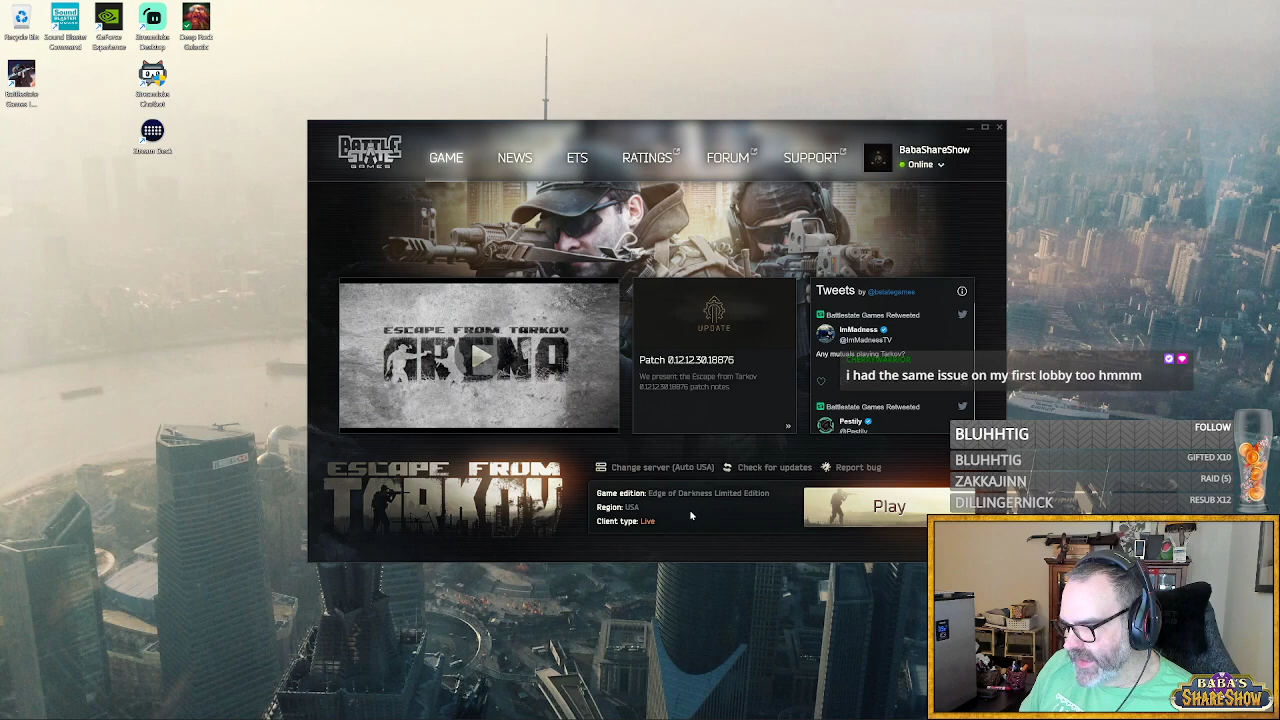 Recycle Bin
Sound Blaster
Command
GeForce
Experience
Streamlabs
Desktop
Deep Rock
Galactic
Battlestate
Games l...
Streamlabs
Chatbot
Stream Deck
BATTLE
STATE
GAMES
GAME
NEWS
ETS
RATINGS
FORUM
SUPPORT
BabaShareShow
Online
ESCAPE FROM TARKOV
ARENA
UPDATE
Patch 0.12.12.30.18876
We present the Escape from Tarkov
0.12.12.30.18876 patch notes
Tweets by @bstategames
Battlestate Games Retweeted
ImMadness
@ImMadnessTV
Any mutuals playing Tarkov?
i had the same issue on my first lobby too hmmm
Battlestate Games Retweeted
Pestily
@Pestily
ESCAPE FROM
TARKOV
Change server (Auto USA)
Check for updates
Report bug
Game edition: Edge of Darkness Limited Edition
Region: USA
Client type: Live
Play
BLUHHTIG FOLLOW
BLUHHTIG GIFTED X10
ZAKKAJINN RAID (5)
DILLINGERNICK RESUB X12
BABA'S
SHARESHOW